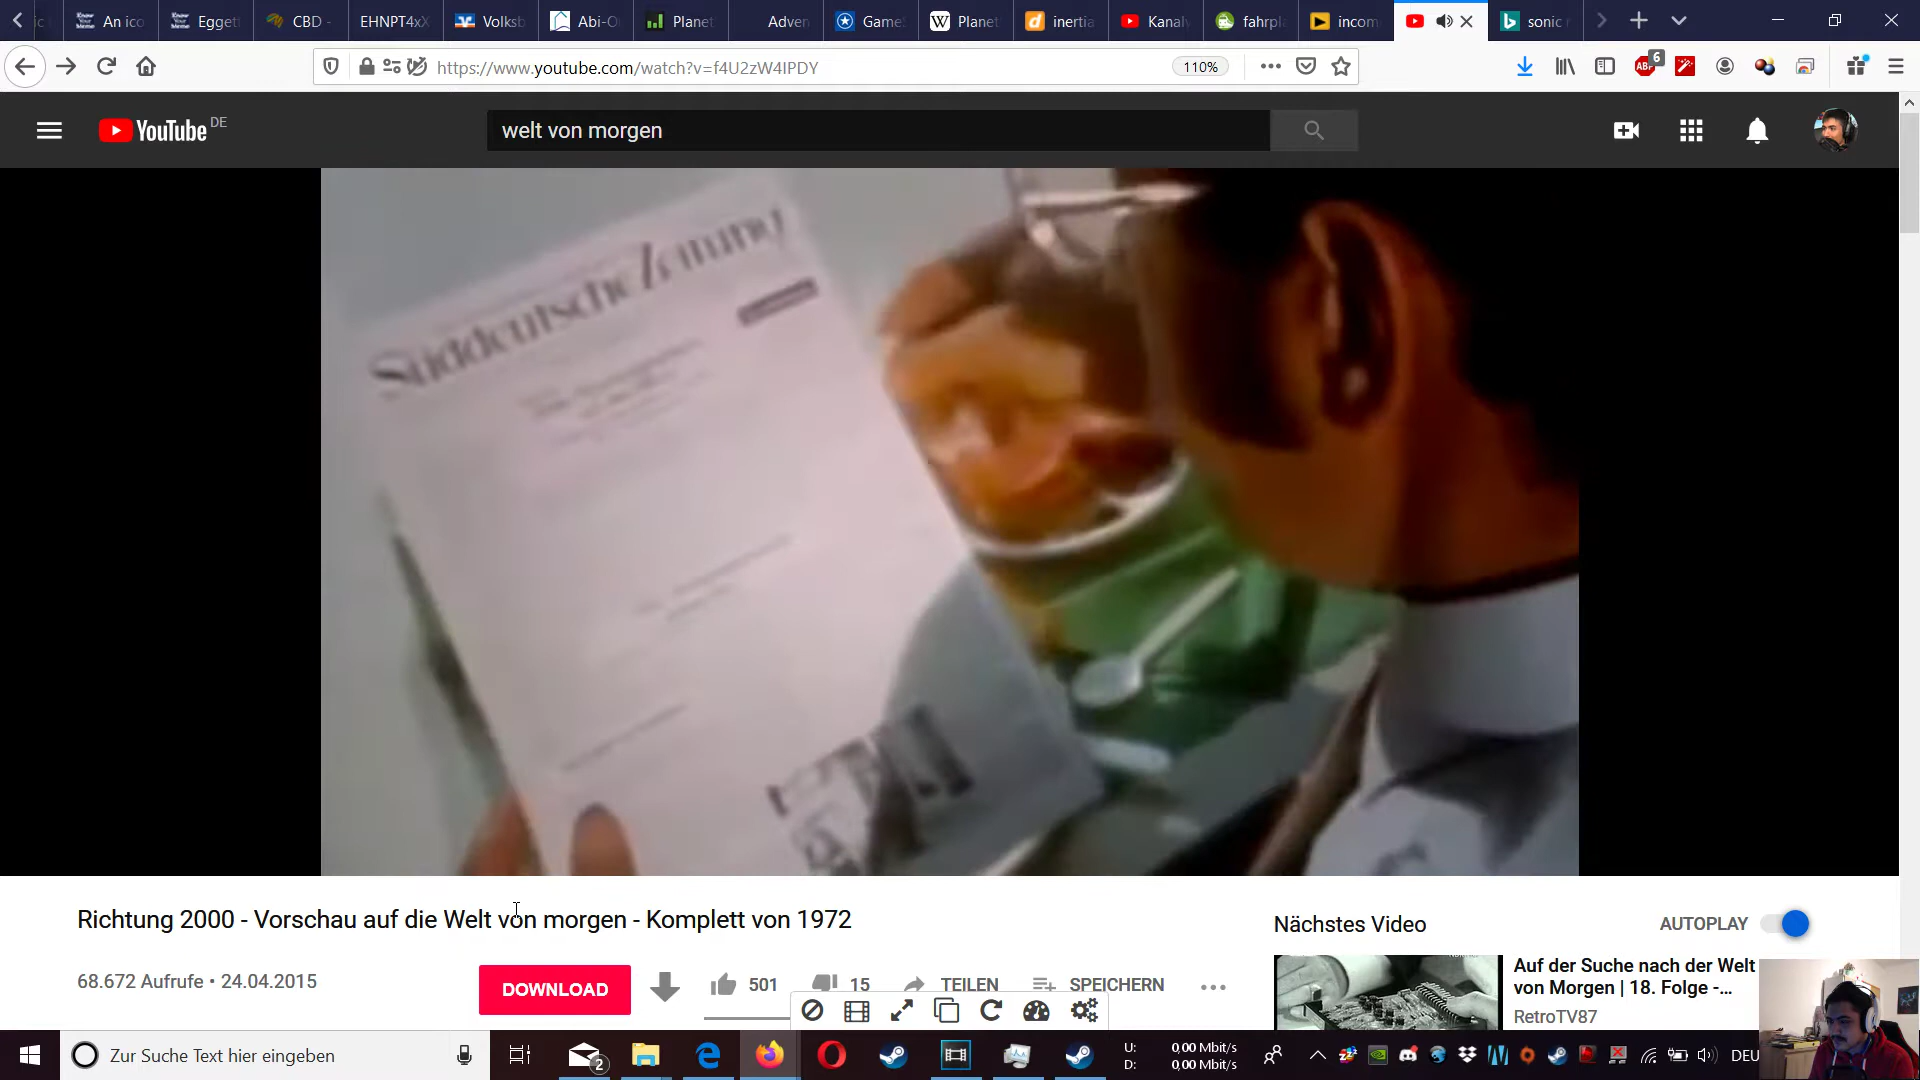 An ico
Eggett
CBD -
EHNPT4xX
Volksb
Abi-O
Planet
Adven
Game
Planet
inertia
Kanal
fahrpl
incom
sonic
https://www.youtube.com/watch?v=f4U2zW4IPDY
110%
6
YouTube DE
welt von morgen
Süddeutsche Zeitung
Richtung 2000 - Vorschau auf die Welt von morgen - Komplett von 1972
68.672 Aufrufe • 24.04.2015
DOWNLOAD
501
15
TEILEN
SPEICHERN
Nächstes Video
AUTOPLAY
Auf der Suche nach der Welt
von Morgen | 18. Folge -...
RetroTV87
Zur Suche Text hier eingeben
2
U: 0,00 Mbit/s
D: 0,00 Mbit/s
DEU